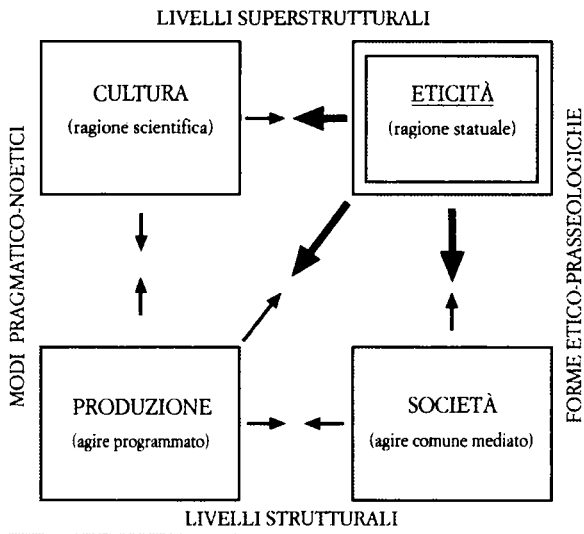 LIVELLI SUPERSTRUTTURALI
MODI PRAGMATICO-NOETICI
CULTURA
(ragione scientifica)
ETICITÀ
(ragione statuale)
FORME ETICO-PRASSEOLOGICHE
PRODUZIONE
(agire programmato)
SOCIETÀ
(agire comune mediato)
LIVELLI STRUTTURALI